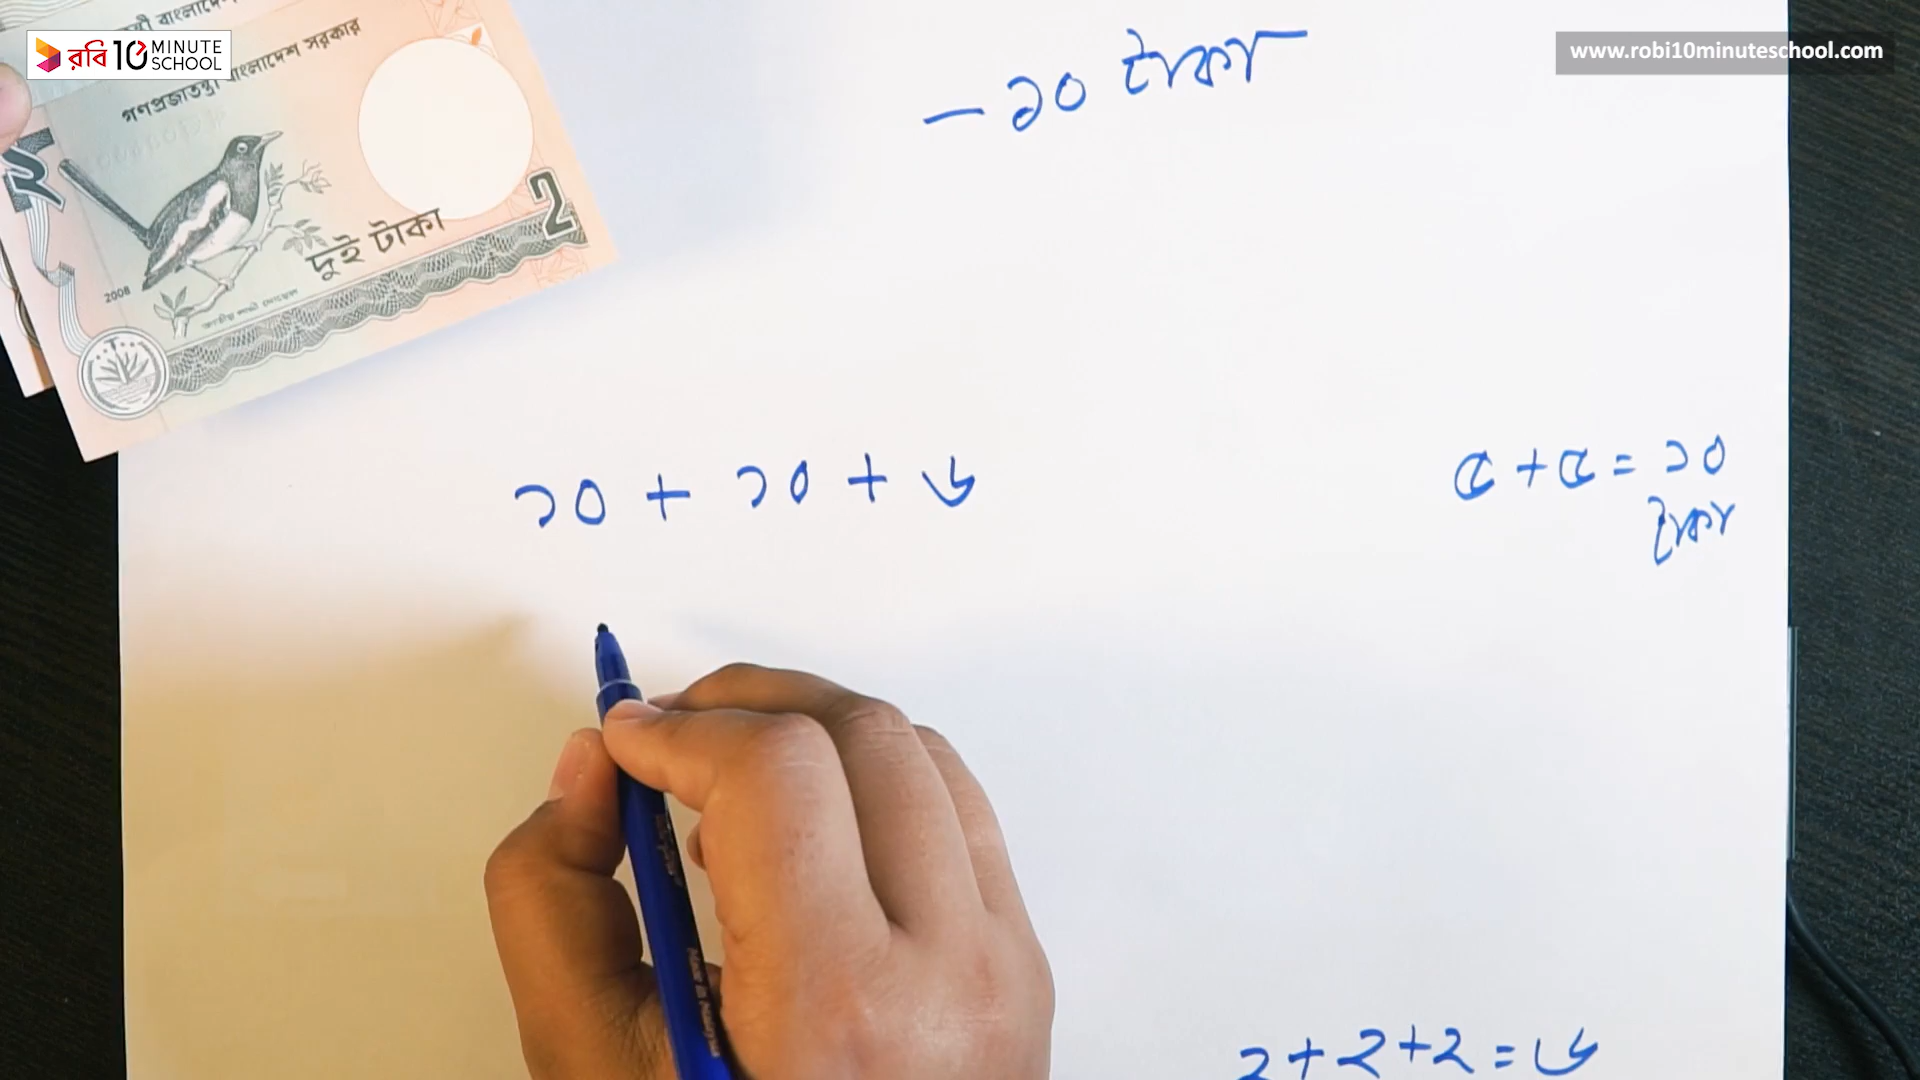 রবি 10 MINUTE SCHOOL
www.robi10minuteschool.com
গণপ্রজাতন্ত্রী বাংলাদেশ সরকার
২
2
দুই টাকা
2008
– ১০ টাকা
১০ + ১০ + ৬
৫ + ৫ = ১০
টাকা
২ + ২ + ২ = ৬